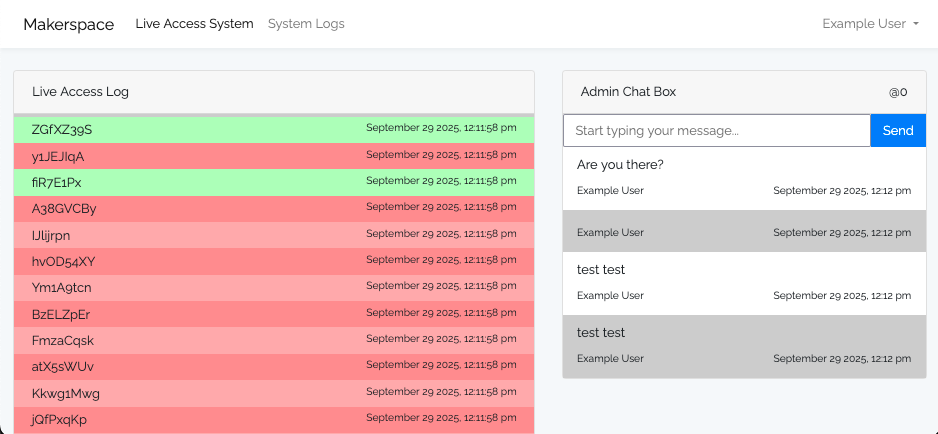 Makerspace Live Access System System Logs Example User
Live Access Log
ZGfXZ39S September 29 2025, 12:11:58 pm
y1JEJIqA September 29 2025, 12:11:58 pm
fiR7E1Px September 29 2025, 12:11:58 pm
A38GVCBy September 29 2025, 12:11:58 pm
IJlijrpn September 29 2025, 12:11:58 pm
hvOD54XY September 29 2025, 12:11:58 pm
Ym1A9tcn September 29 2025, 12:11:58 pm
BzELZpEr September 29 2025, 12:11:58 pm
FmzaCqsk September 29 2025, 12:11:58 pm
atX5sWUv September 29 2025, 12:11:58 pm
Kkwg1Mwg September 29 2025, 12:11:58 pm
jQfPxqKp September 29 2025, 12:11:58 pm
Admin Chat Box @0
Start typing your message... Send
Are you there?
Example User September 29 2025, 12:12 pm
Example User September 29 2025, 12:12 pm
test test
Example User September 29 2025, 12:12 pm
test test
Example User September 29 2025, 12:12 pm